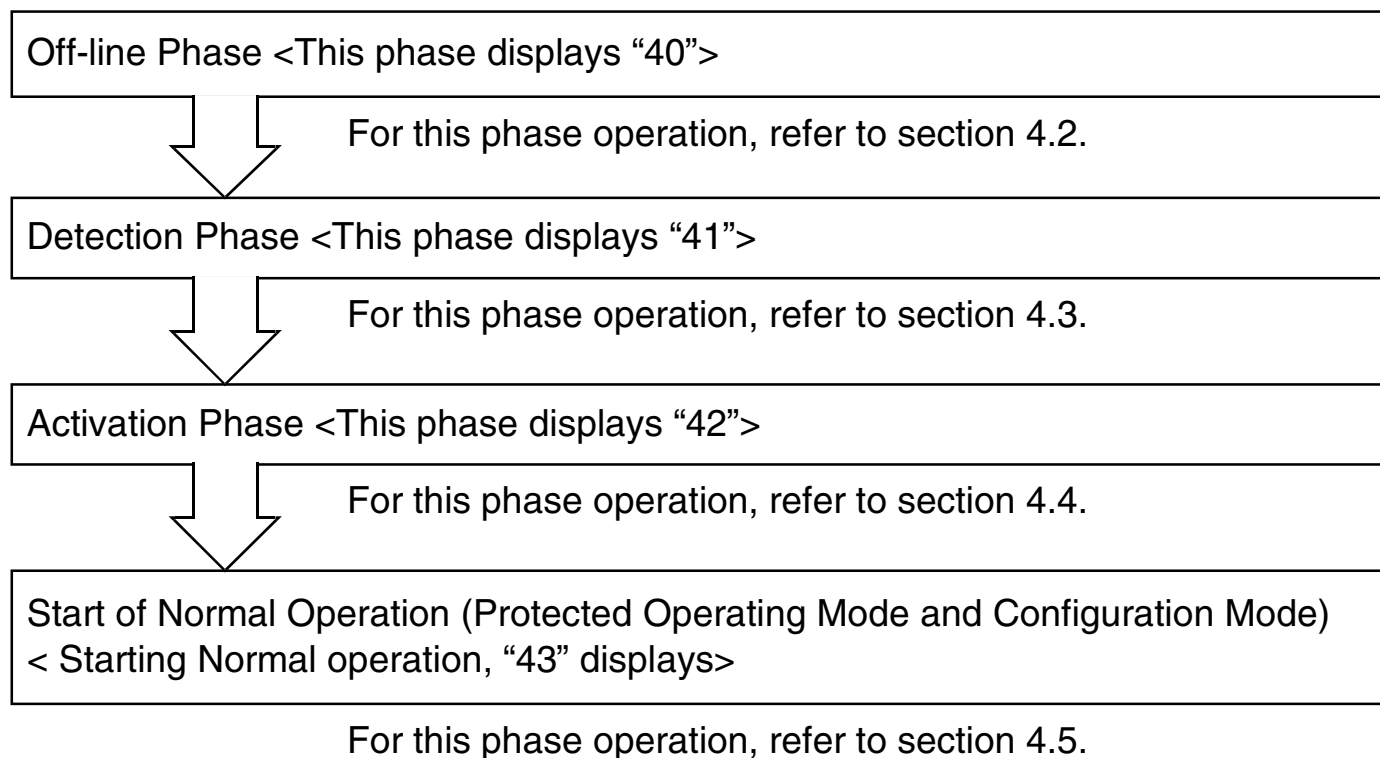 Off-line Phase <This phase displays “40”>
For this phase operation, refer to section 4.2.
Detection Phase <This phase displays “41”>
For this phase operation, refer to section 4.3.
Activation Phase <This phase displays “42”>
For this phase operation, refer to section 4.4.
Start of Normal Operation (Protected Operating Mode and Configuration Mode)
< Starting Normal operation, “43” displays>
For this phase operation, refer to section 4.5.